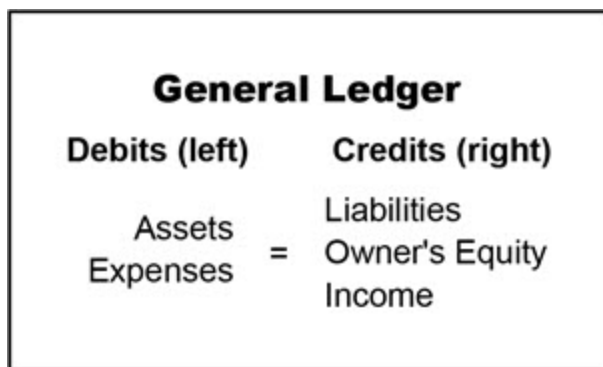 General Ledger
Debits (left) Credits (right)
Assets
Expenses
=
Liabilities
Owner's Equity
Income